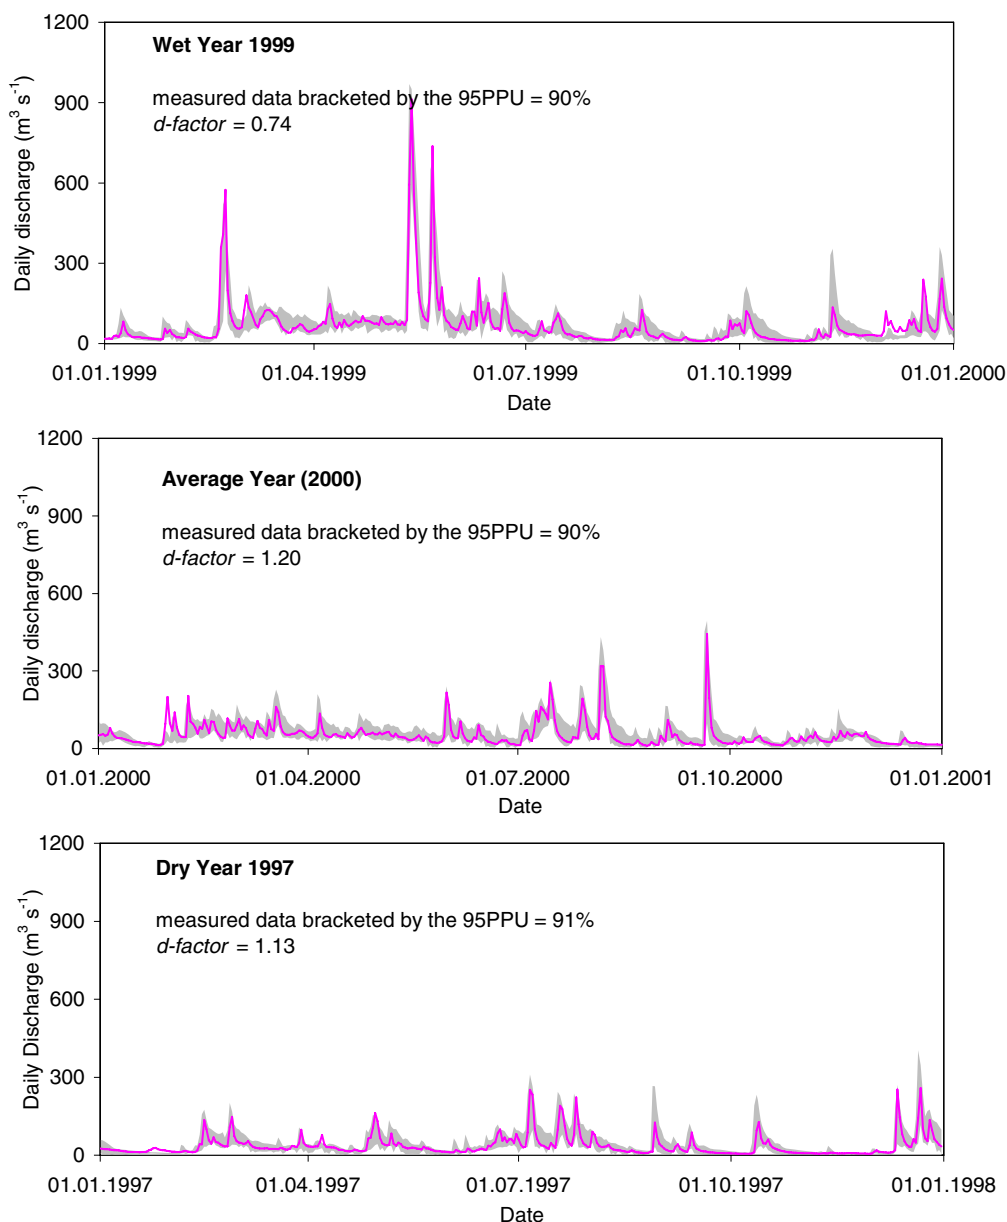 1200
900
600
300
0
Daily discharge (m³ s⁻¹)
Wet Year 1999
measured data bracketed by the 95PPU = 90%
d-factor = 0.74
01.01.1999 01.04.1999 01.07.1999 01.10.1999 01.01.2000
Date
1200
900
600
300
0
Daily discharge (m³ s⁻¹)
Average Year (2000)
measured data bracketed by the 95PPU = 90%
d-factor = 1.20
01.01.2000 01.04.2000 01.07.2000 01.10.2000 01.01.2001
Date
1200
900
600
300
0
Daily Discharge (m³ s⁻¹)
Dry Year 1997
measured data bracketed by the 95PPU = 91%
d-factor = 1.13
01.01.1997 01.04.1997 01.07.1997 01.10.1997 01.01.1998
Date